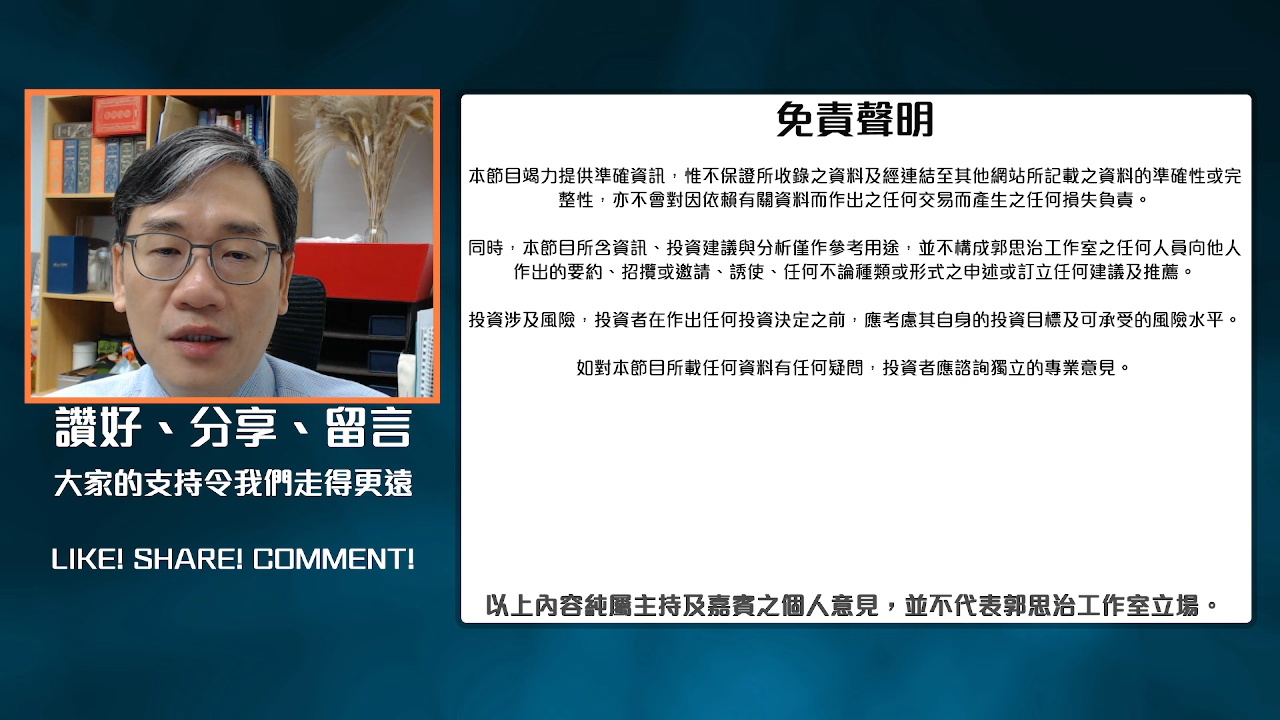 免責聲明
本節目竭力提供準確資訊，惟不保證所收錄之資料及經連結至其他網站所記載之資料的準確性或完
整性，亦不會對因依賴有關資料而作出之任何交易而產生之任何損失負責。
同時，本節目所含資訊、投資建議與分析僅作參考用途，並不構成郭思治工作室之任何人員向他人
作出的要約、招攬或邀請、誘使、任何不論種類或形式之申述或訂立任何建議及推薦。
投資涉及風險，投資者在作出任何投資決定之前，應考慮其自身的投資目標及可承受的風險水平。
如對本節目所載任何資料有任何疑問，投資者應諮詢獨立的專業意見。
以上內容純屬主持及嘉賓之個人意見，並不代表郭思治工作室立場。
讚好、分享、留言
大家的支持令我們走得更遠
LIKE! SHARE! COMMENT!